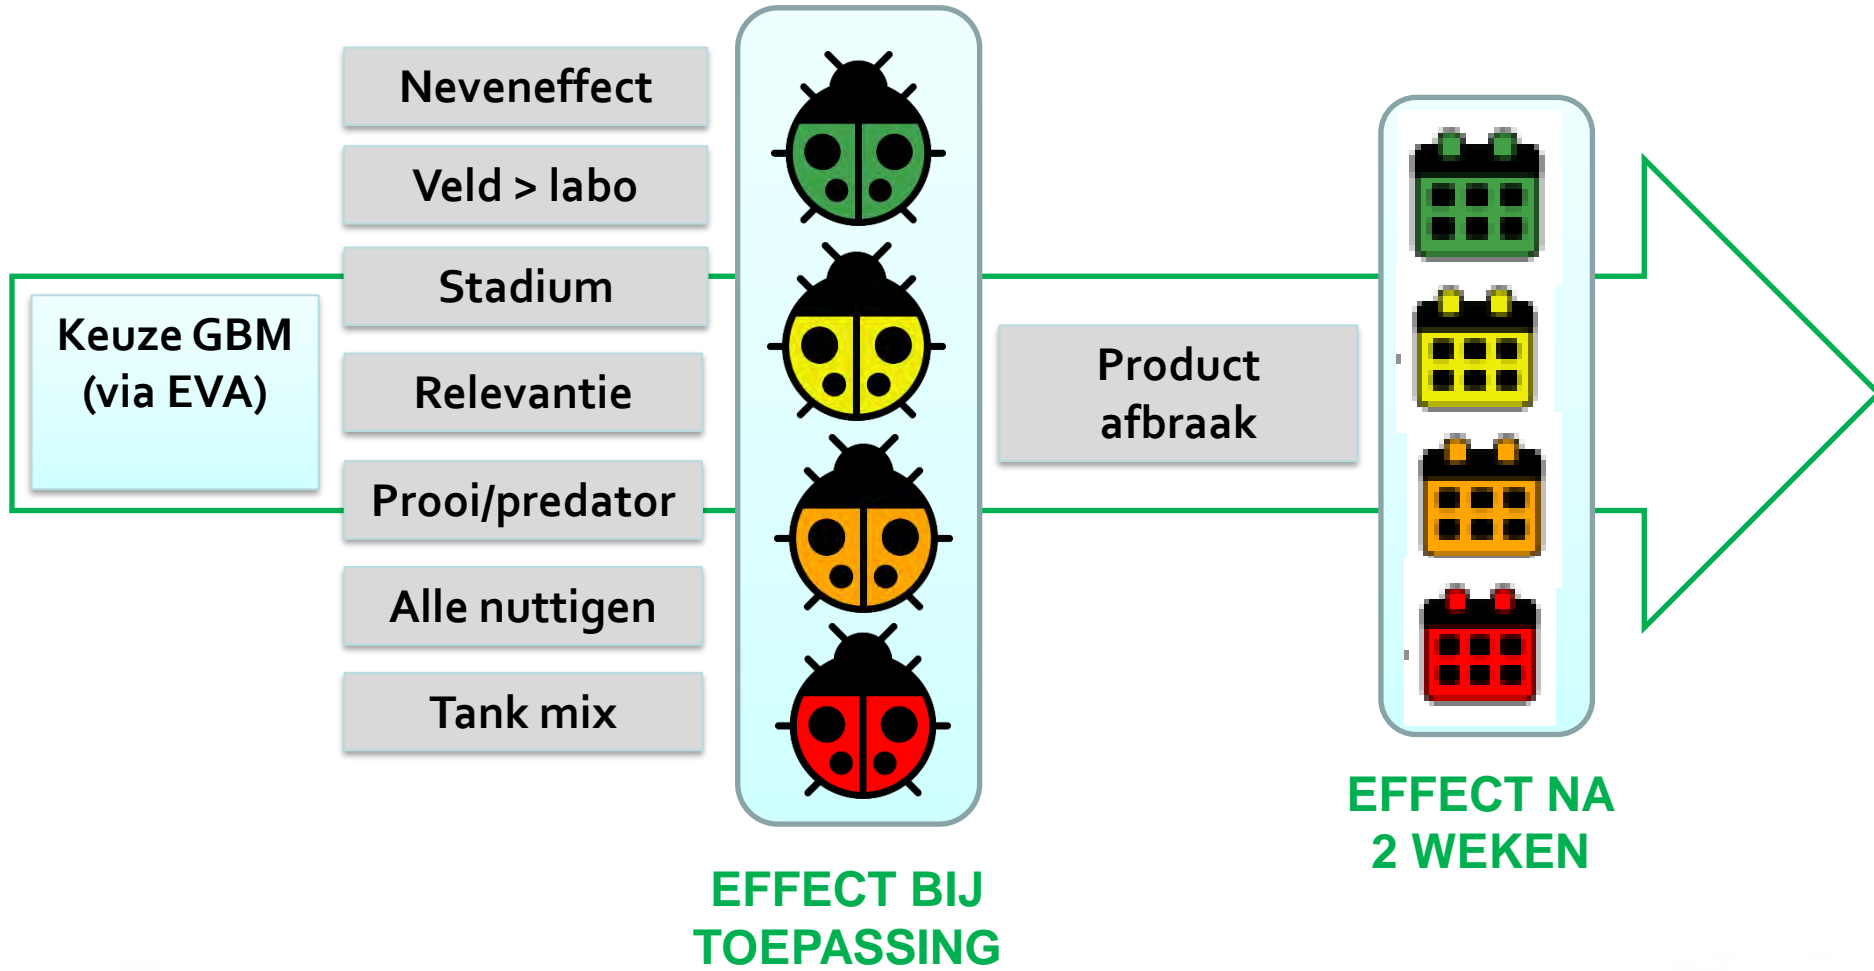 Keuze GBM
(via EVA)
Neveneffect
Veld > labo
Stadium
Relevantie
Prooi/predator
Alle nuttigen
Tank mix
EFFECT BIJ
TOEPASSING
Product
afbraak
EFFECT NA
2 WEKEN